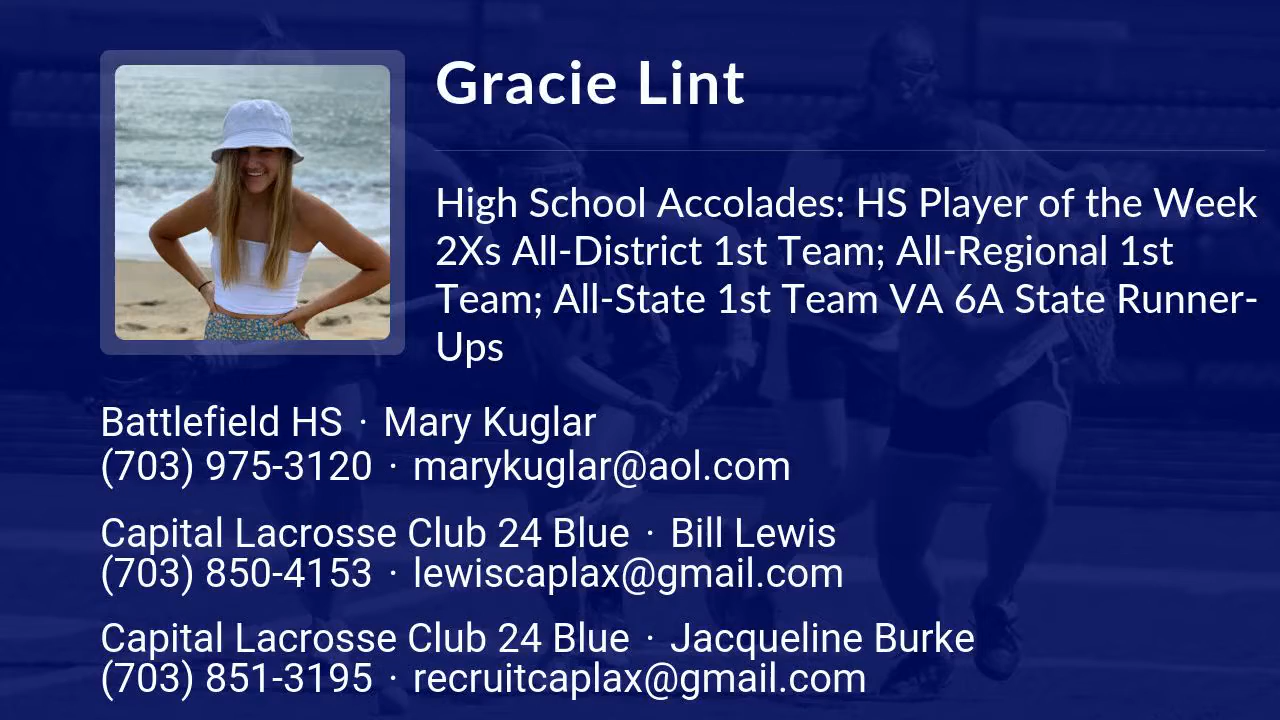 Gracie Lint
High School Accolades: HS Player of the Week
2Xs All-District 1st Team; All-Regional 1st
Team; All-State 1st Team VA 6A State Runner-
Ups
Battlefield HS · Mary Kuglar
(703) 975-3120 · marykuglar@aol.com
Capital Lacrosse Club 24 Blue · Bill Lewis
(703) 850-4153 · lewiscaplax@gmail.com
Capital Lacrosse Club 24 Blue · Jacqueline Burke
(703) 851-3195 · recruitcaplax@gmail.com